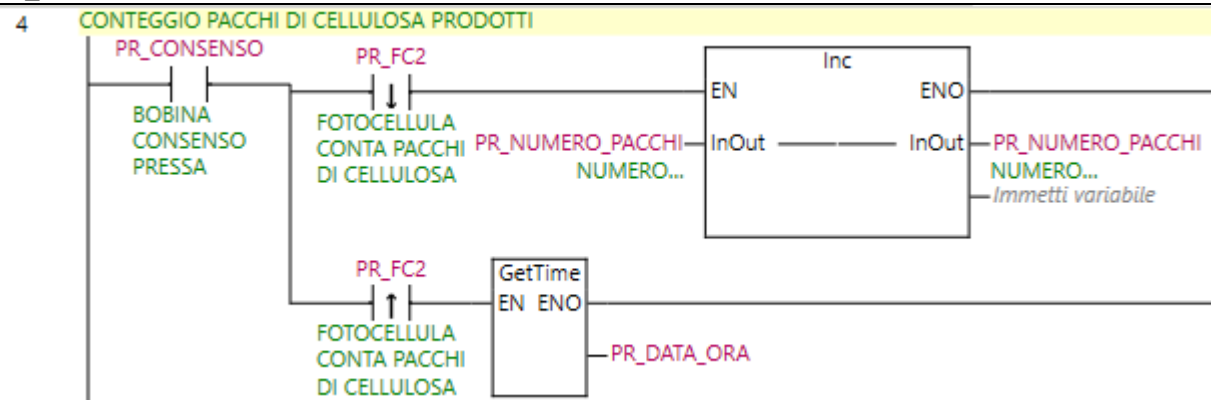 4 CONTEGGIO PACCHI DI CELLULOSA PRODOTTI
PR_CONSENSO
BOBINA
CONSENSO
PRESSA
PR_FC2
FOTOCELLULA
CONTA PACCHI
DI CELLULOSA
Inc
EN ENO
PR_NUMERO_PACCHI InOut InOut PR_NUMERO_PACCHI
NUMERO... NUMERO...
Immetti variabile
PR_FC2
FOTOCELLULA
CONTA PACCHI
DI CELLULOSA
GetTime
EN ENO
PR_DATA_ORA